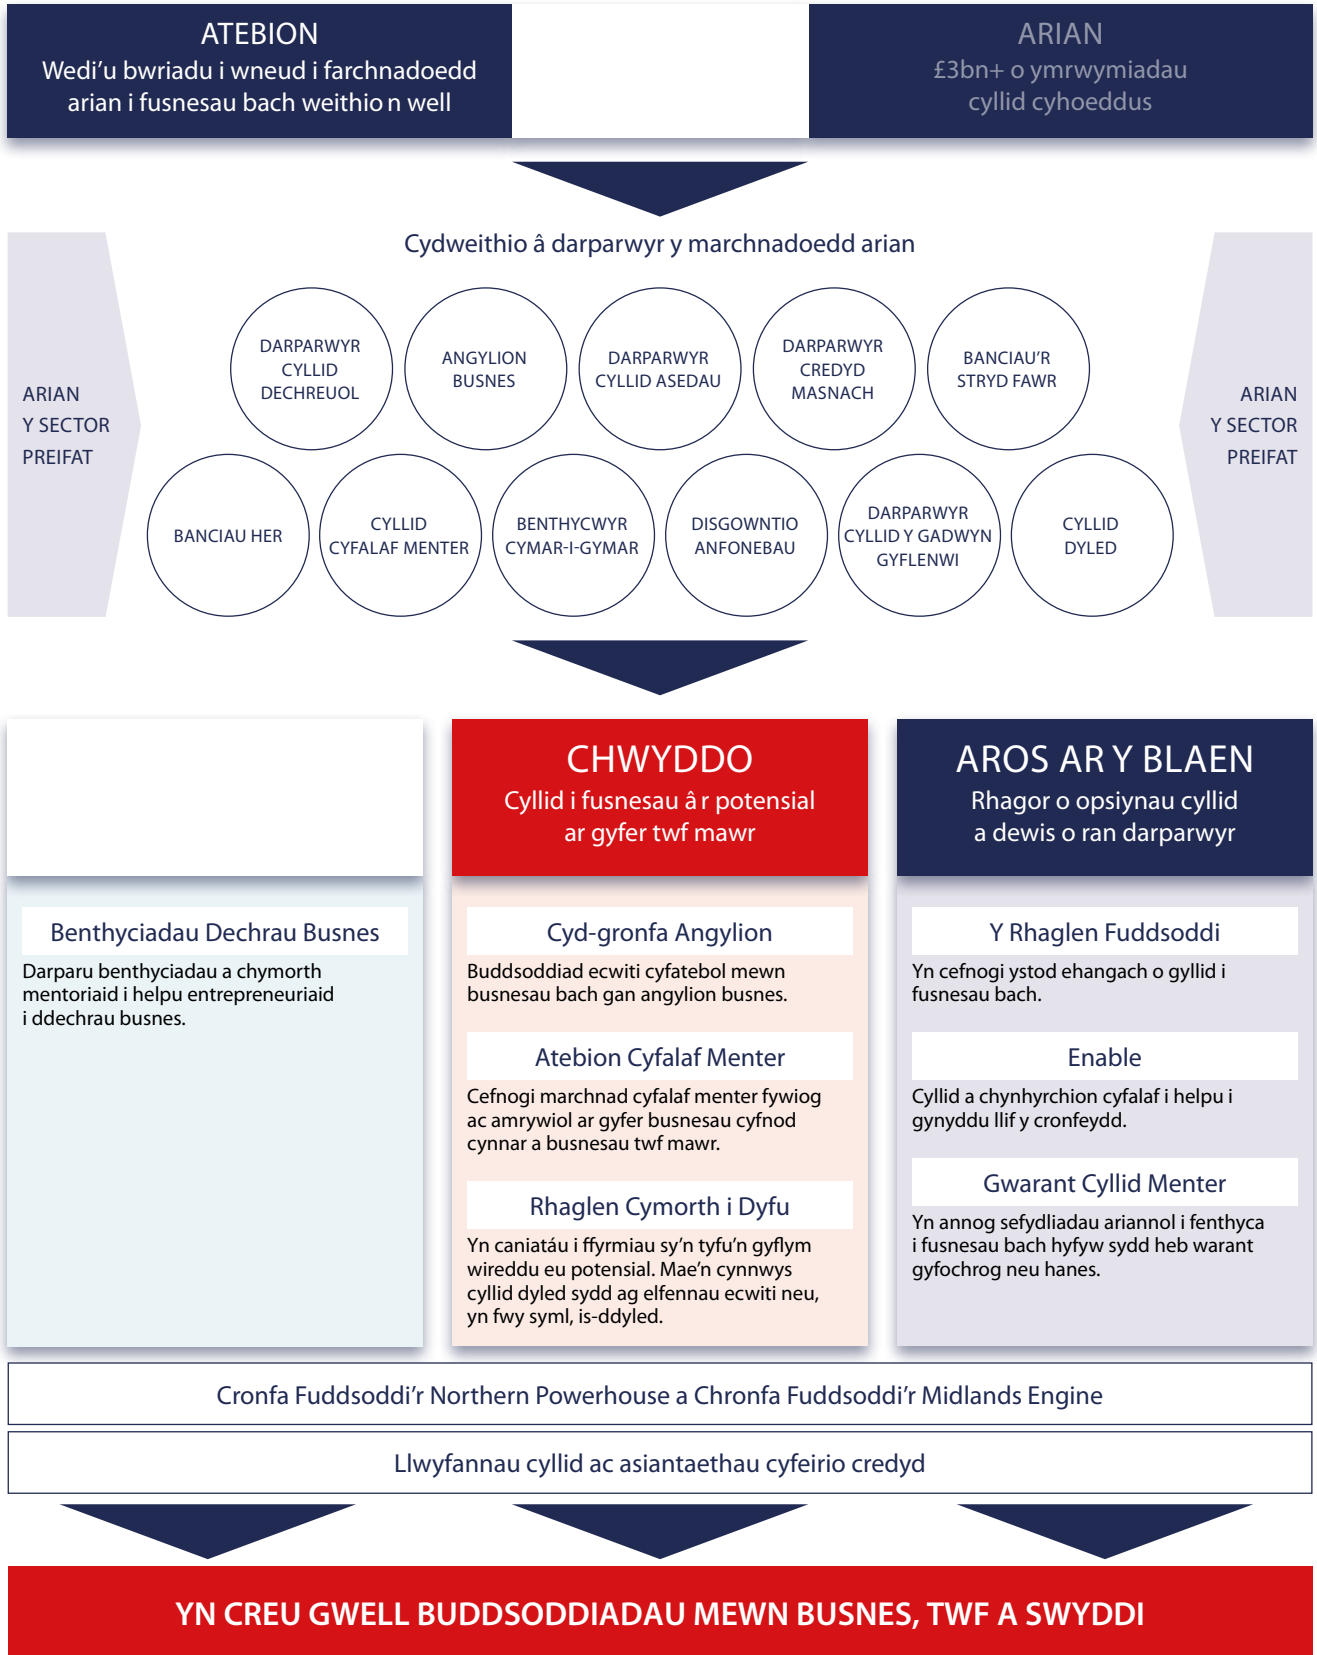 ATEBION
Wedi’u bwriadu i wneud i farchnadoedd
arian i fusnesau bach weithio n well
ARIAN
£3bn+ o ymrwymiadau
cyllid cyhoeddus
Cydweithio â darparwyr y marchnadoedd arian
ARIAN
Y SECTOR
PREIFAT
DARPARWYR
CYLLID
DECHREUOL
ANGYLION
BUSNES
DARPARWYR
CYLLID ASEDAU
DARPARWYR
CREDYD
MASNACH
BANCIAU’R
STRYD FAWR
BANCIAU HER
CYLLID
CYFALAF MENTER
BENTHYCWYR
CYMAR-I-GYMAR
DISGOWNTIO
ANFONEBAU
DARPARWYR
CYLLID Y GADWYN
GYFLENWI
CYLLID
DYLED
ARIAN
Y SECTOR
PREIFAT
Benthyciadau Dechrau Busnes
Darparu benthyciadau a chymorth
mentoriaid i helpu entrepreneuriaid
i ddechrau busnes.
CHWYDDO
Cyllid i fusnesau â r potensial
ar gyfer twf mawr
Cyd-gronfa Angylion
Buddsoddiad ecwiti cyfatebol mewn
busnesau bach gan angylion busnes.
Atebion Cyfalaf Menter
Cefnogi marchnad cyfalaf menter fywiog
ac amrywiol ar gyfer busnesau cyfnod
cynnar a busnesau twf mawr.
Rhaglen Cymorth i Dyfu
Yn caniatáu i ffyrmiau sy’n tyfu’n gyflym
wireddu eu potensial. Mae’n cynnwys
cyllid dyled sydd ag elfennau ecwiti neu,
yn fwy syml, is-ddyled.
AROS AR Y BLAEN
Rhagor o opsiynau cyllid
a dewis o ran darparwyr
Y Rhaglen Fuddsoddi
Yn cefnogi ystod ehangach o gyllid i
fusnesau bach.
Enable
Cyllid a chynhyrchion cyfalaf i helpu i
gynyddu llif y cronfeydd.
Gwarant Cyllid Menter
Yn annog sefydliadau ariannol i fenthyca
i fusnesau bach hyfyw sydd heb warant
gyfochrog neu hanes.
Cronfa Fuddsoddi’r Northern Powerhouse a Chronfa Fuddsoddi’r Midlands Engine
Llwyfannau cyllid ac asiantaethau cyfeirio credyd
YN CREU GWELL BUDDSODDIADAU MEWN BUSNES, TWF A SWYDDI